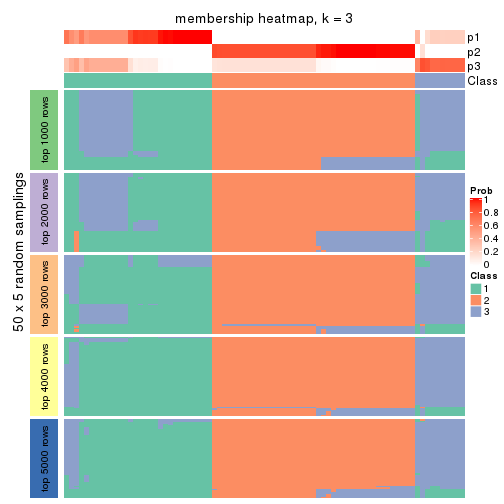 membership heatmap, k = 3
p1
p2
p3
Class
50 x 5 random samplings
top 1000 rows
top 2000 rows
top 3000 rows
top 4000 rows
top 5000 rows
Prob
1
0.8
0.6
0.4
0.2
0
Class
1
2
3